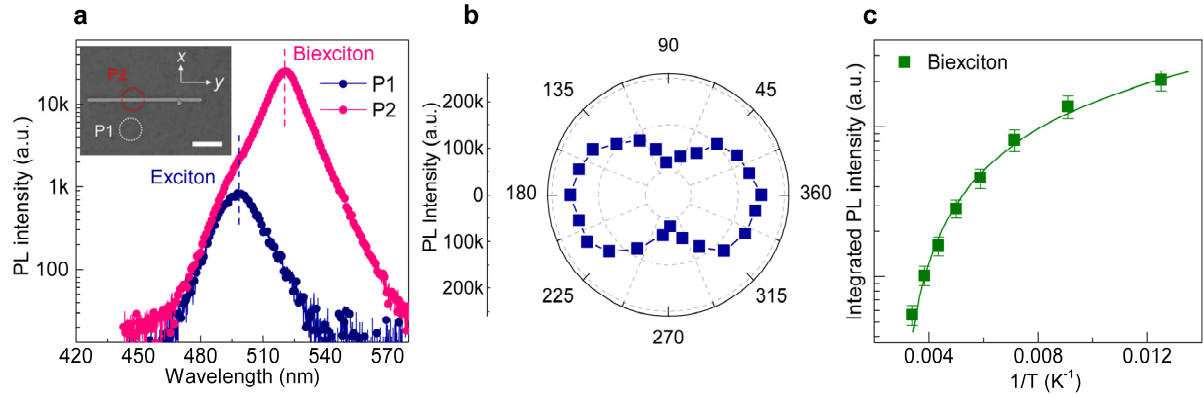 a
PL intensity (a.u.)
10k
1k
100
420
450
480
510
540
570
Wavelength (nm)
P2
P1
x
y
Exciton
Biexciton
P1
P2
b
PL Intensity (a.u.)
200k
100k
0
100k
200k
90
45
360
315
270
225
180
135
c
Integrated PL intensity (a.u.)
Biexciton
0.004
0.008
0.012
1/T (K⁻¹)